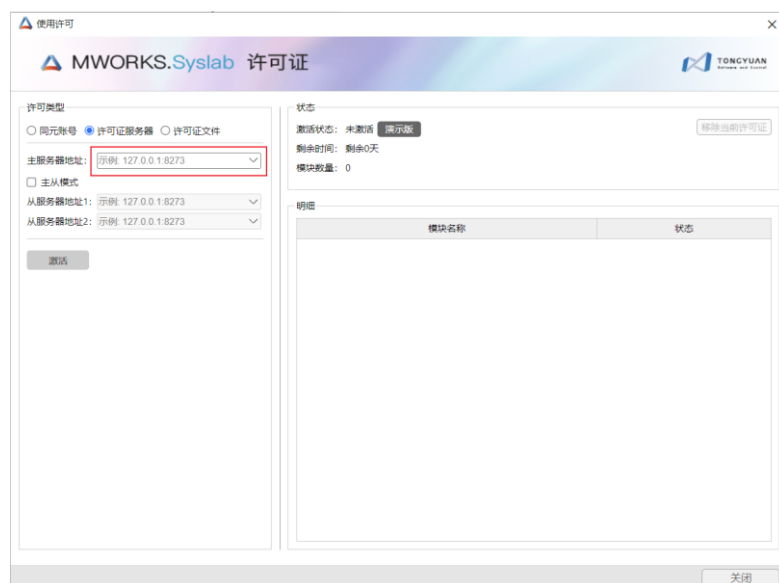 使用许可
MWORKS.Syslab 许可证
TONGYUAN
Software and Control
许可类型
同元账号 许可证服务器 许可证文件
主服务器地址: 示例: 127.0.0.1:8273
主从模式
从服务器地址1: 示例: 127.0.0.1:8273
从服务器地址2: 示例: 127.0.0.1:8273
激活
状态
激活状态: 未激活 演示版
移除当前许可证
剩余时间: 剩余0天
模块数量: 0
明细
模块名称 状态
关闭